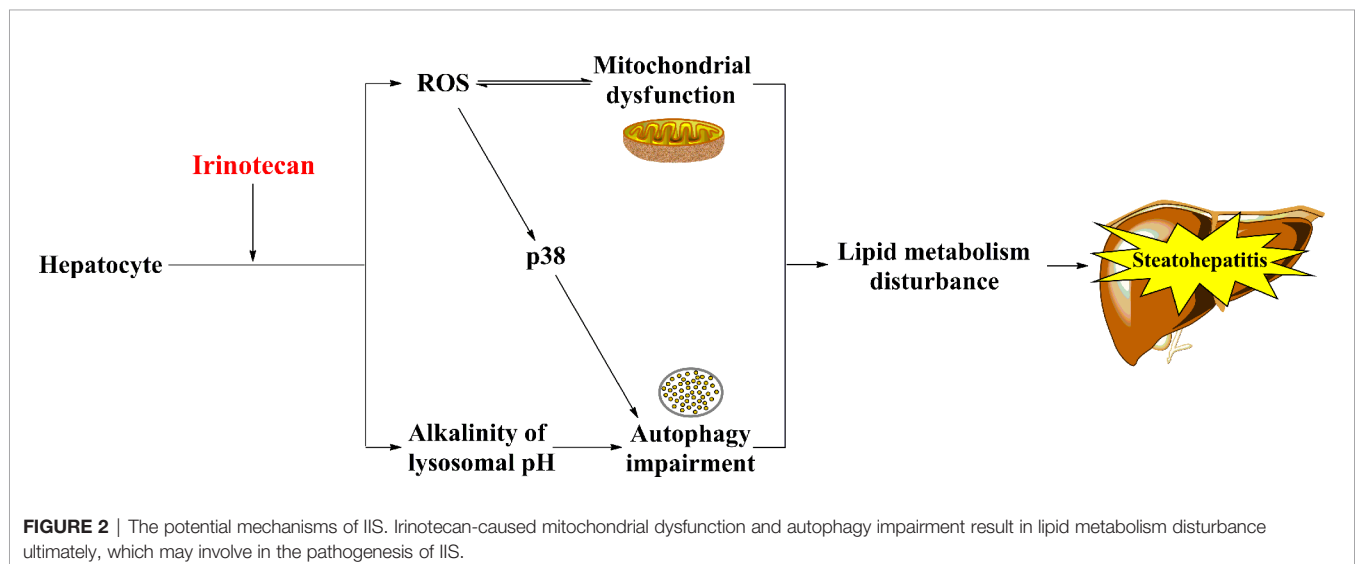 ROS
Mitochondrial
dysfunction
Irinotecan
Hepatocyte
p38
Lipid metabolism
disturbance
Steatohepatitis
Alkalinity of
lysosomal pH
Autophagy
impairment
FIGURE 2 | The potential mechanisms of IIS. Irinotecan-caused mitochondrial dysfunction and autophagy impairment result in lipid metabolism disturbance
ultimately, which may involve in the pathogenesis of IIS.